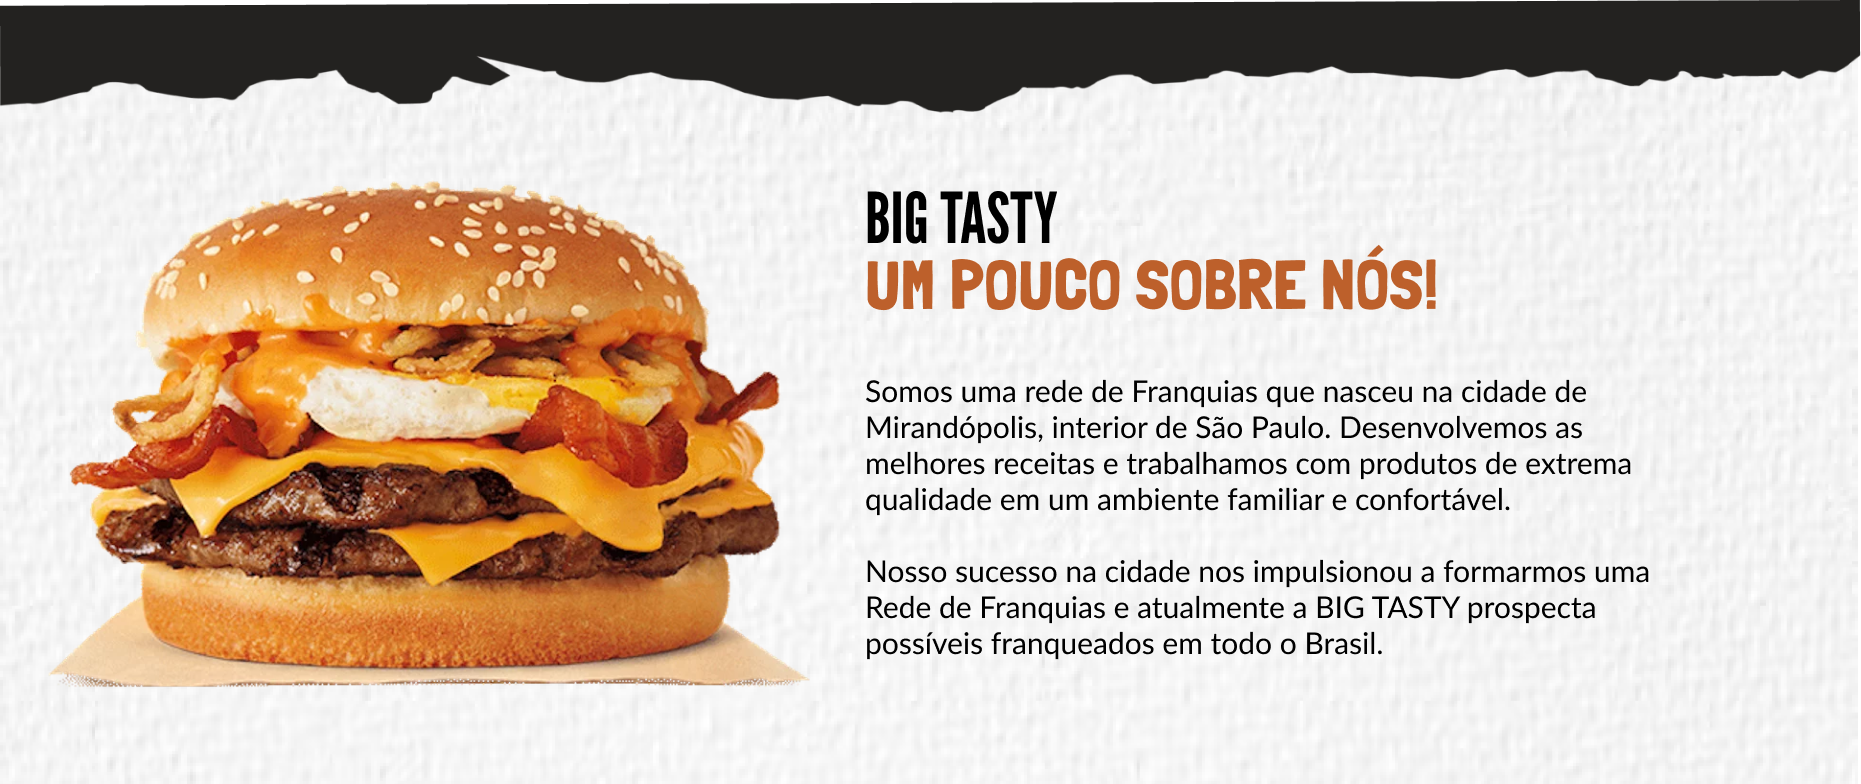 BIG TASTY
UM POUCO SOBRE NÓS!
Somos uma rede de Franquias que nasceu na cidade de
Mirandópolis, interior de São Paulo. Desenvolvemos as
melhores receitas e trabalhamos com produtos de extrema
qualidade em um ambiente familiar e confortável.
Nosso sucesso na cidade nos impulsionou a formarmos uma
Rede de Franquias e atualmente a BIG TASTY prospecta
possíveis franqueados em todo o Brasil.